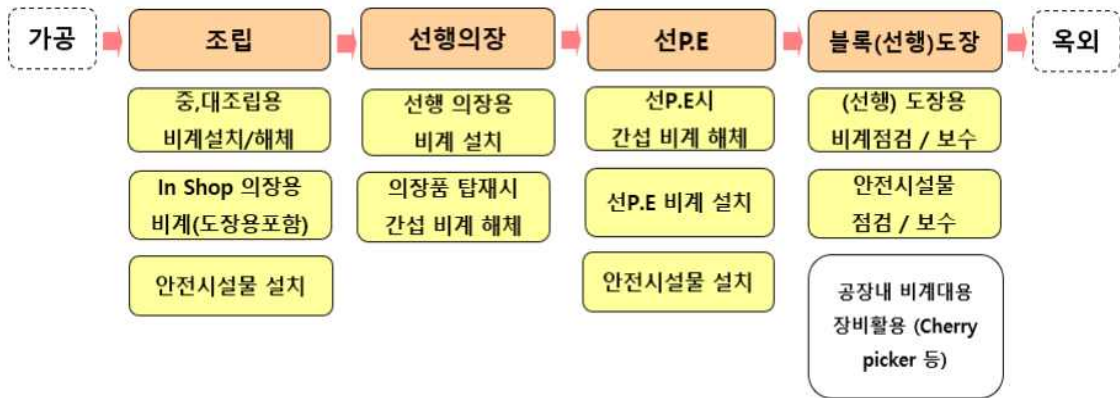 가공
조립
선행의장
선P.E
블록(선행)도장
옥외
중,대조립용
비계설치/해체
In Shop 의장용
비계(도장용포함)
안전시설물 설치
선행 의장용
비계 설치
의장품 탑재시
간섭 비계 해체
선P.E시
간섭 비계 해체
선P.E 비계 설치
안전시설물 설치
(선행) 도장용
비계점검 / 보수
안전시설물
점검 / 보수
공장내 비계대용
장비활용 (Cherry
picker 등)